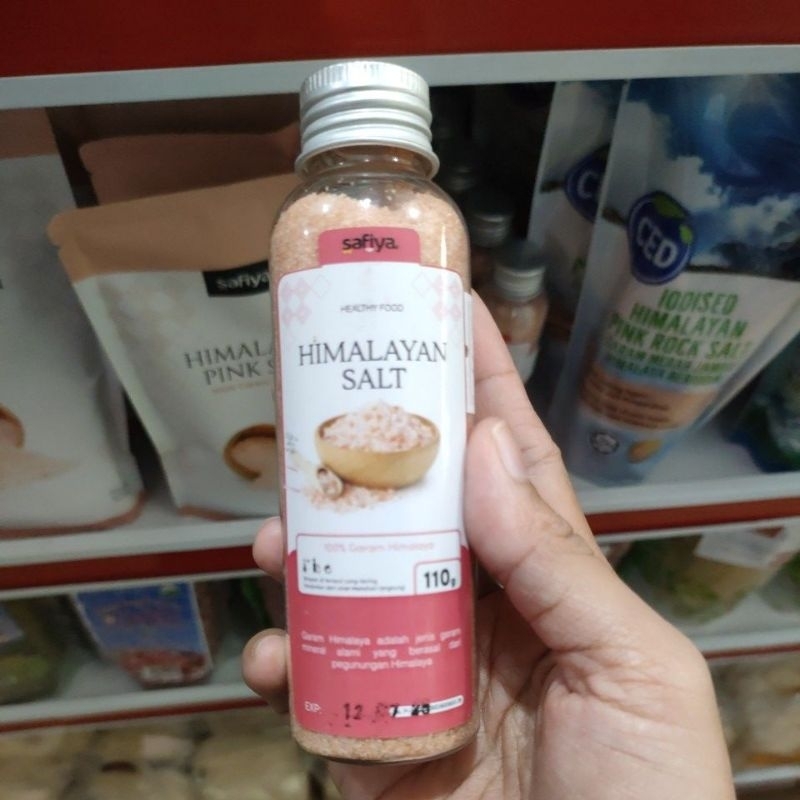 safiya
HEALTHY FOOD
HIMALAYAN
SALT
100% Garam Himalaya
110g
Garam Himalaya adalah jenis garam
mineral alami yang berasal dari
pegunungan Himalaya
EXP:
safiya
HIMALA
PINK S
CED
IODISED
HIMALAYAN
PINK ROCK SALT